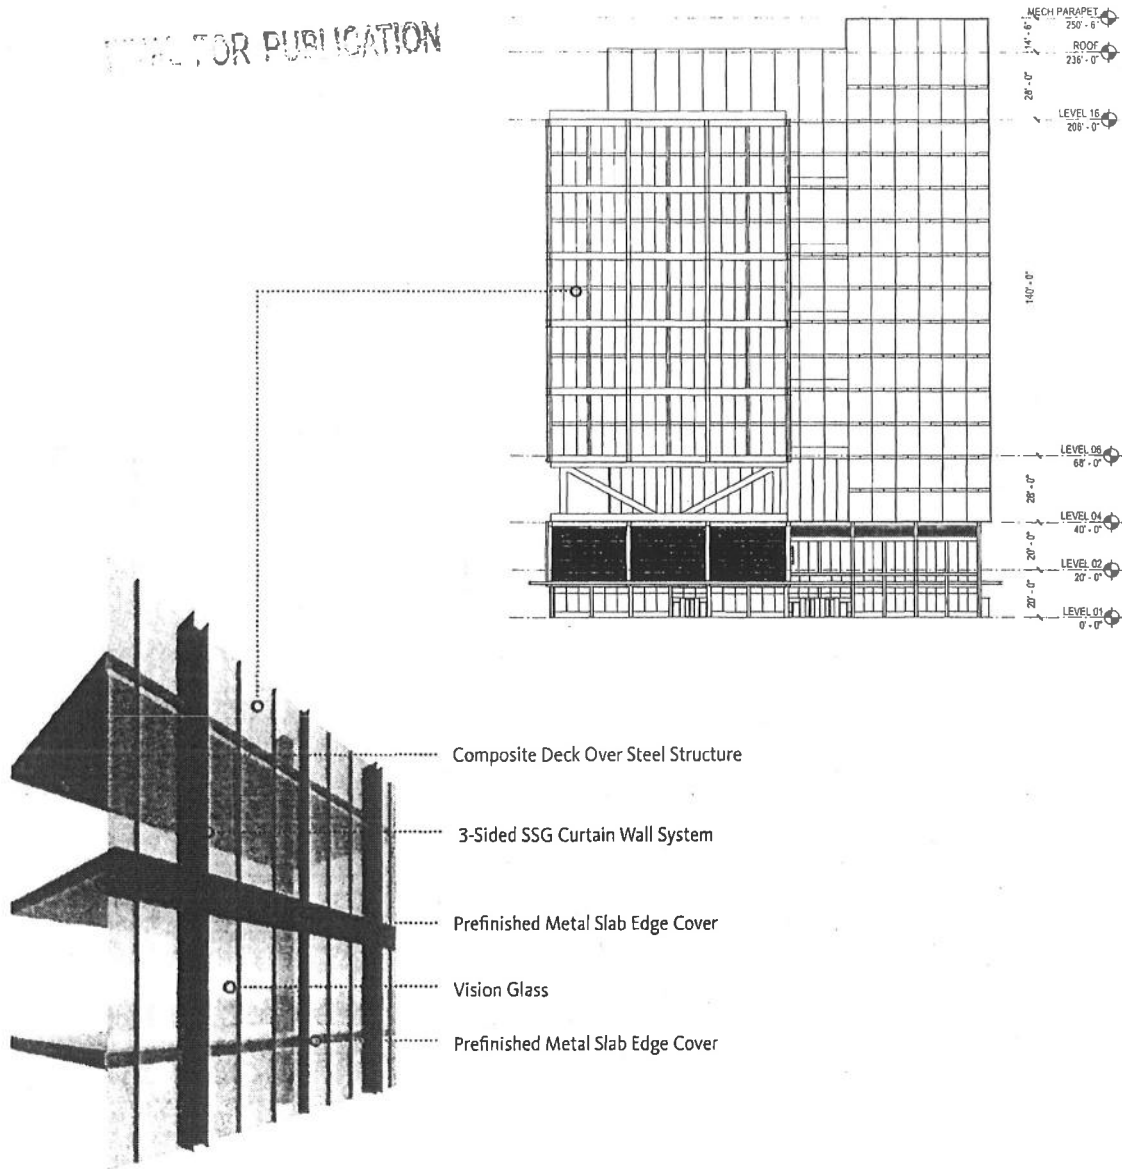 FOR PUBLICATION
MECH PARAPET
250' - 6"
14' - 6"
ROOF
236' - 0"
28' - 0"
LEVEL 16
208' - 0"
140' - 0"
LEVEL 06
68' - 0"
28' - 0"
LEVEL 04
40' - 0"
20' - 0"
LEVEL 02
20' - 0"
20' - 0"
LEVEL 01
0' - 0"
Composite Deck Over Steel Structure
3-Sided SSG Curtain Wall System
Prefinished Metal Slab Edge Cover
Vision Glass
Prefinished Metal Slab Edge Cover